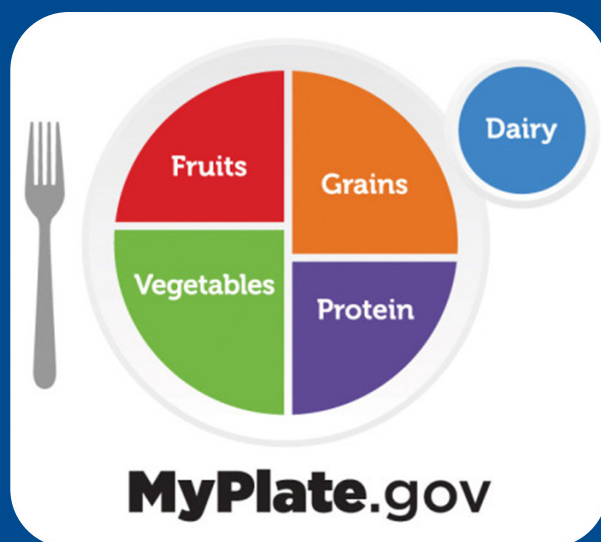 Fruits
Grains
Dairy
Vegetables
Protein
MyPlate.gov